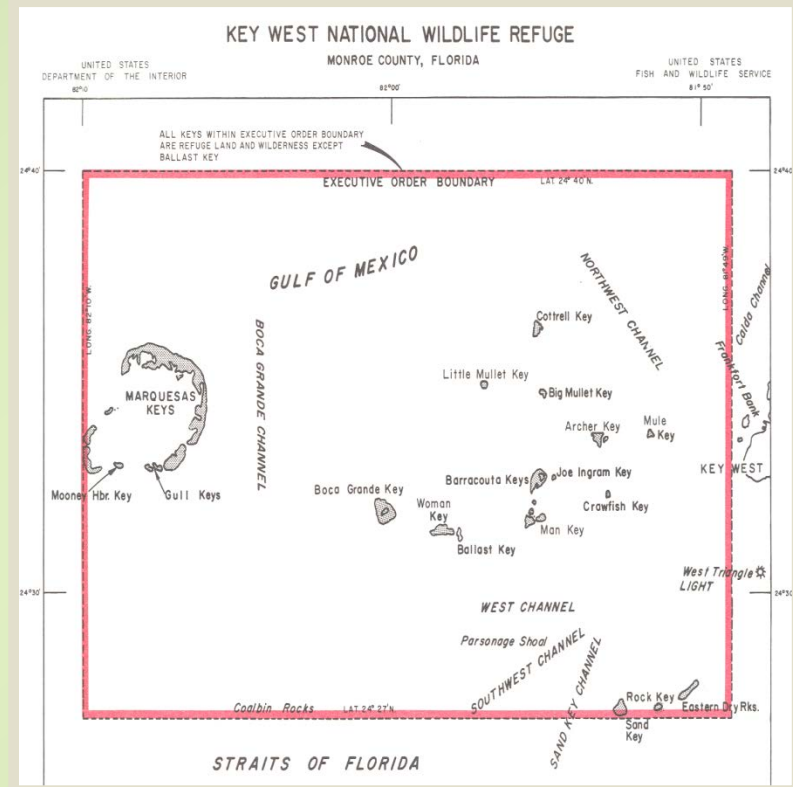 KEY WEST NATIONAL WILDLIFE REFUGE
MONROE COUNTY, FLORIDA
UNITED STATES
DEPARTMENT OF THE INTERIOR
UNITED STATES
FISH AND WILDLIFE SERVICE
82°10'
82°00'
81°50'
ALL KEYS WITHIN EXECUTIVE ORDER BOUNDARY
ARE REFUGE LAND AND WILDERNESS EXCEPT
BALLAST KEY
24°40'
24°40'
EXECUTIVE ORDER BOUNDARY
LAT. 24° 40' N.
LONG. 82° 10' W.
LONG. 81° 49' W.
GULF OF MEXICO
NORTHWEST CHANNEL
Calda Channel
BOCA GRANDE CHANNEL
Cottrell Key
Frankfort Bank
Little Mullet Key
Big Mullet Key
MARQUESAS
KEYS
Archer Key
Mule
Key
KEY WEST
Mooney Hbr. Key
Gull Keys
Barracouta Keys
Joe Ingram Key
Boca Grande Key
Woman
Key
Crawfish Key
Man Key
Ballast Key
West Triangle
LIGHT
24°30'
24°30'
WEST CHANNEL
Parsonage Shoal
SOUTHWEST CHANNEL
SAND KEY CHANNEL
Rock Key
Eastern Dry Rks.
Sand
Key
Coalbin Rocks
LAT. 24° 27' N.
STRAITS OF FLORIDA